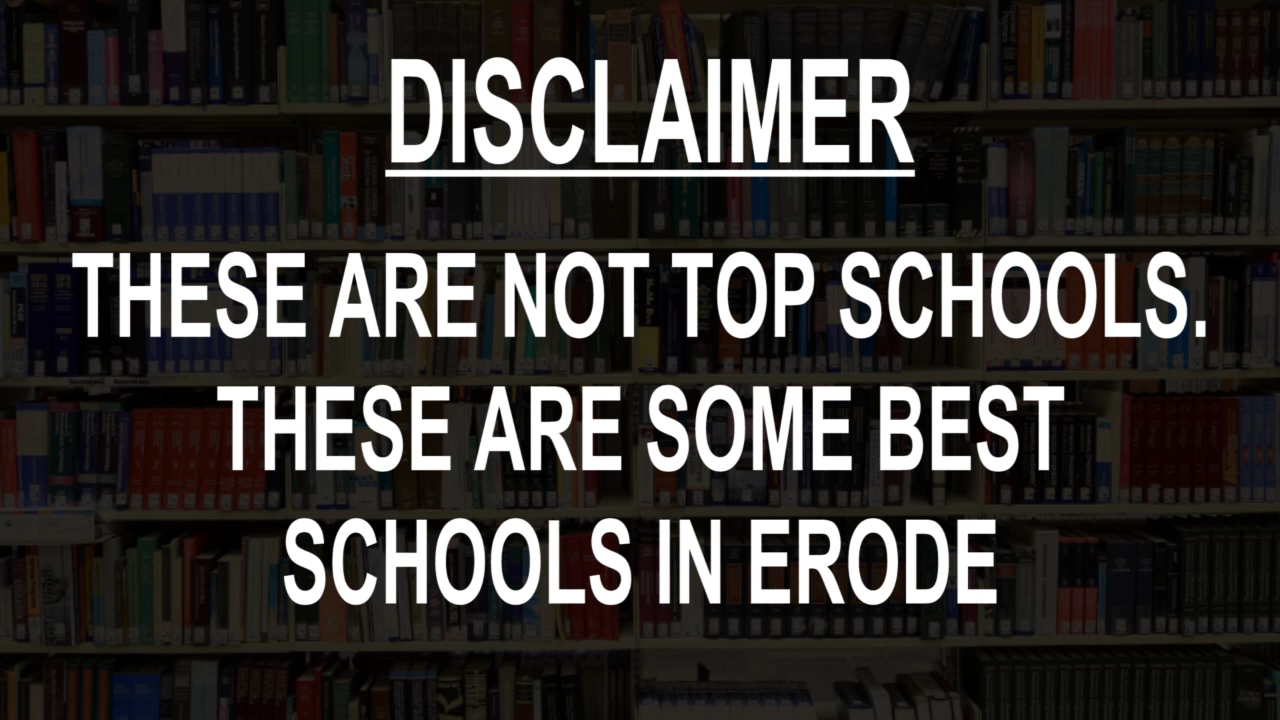 DISCLAIMER
THESE ARE NOT TOP SCHOOLS.
THESE ARE SOME BEST
SCHOOLS IN ERODE